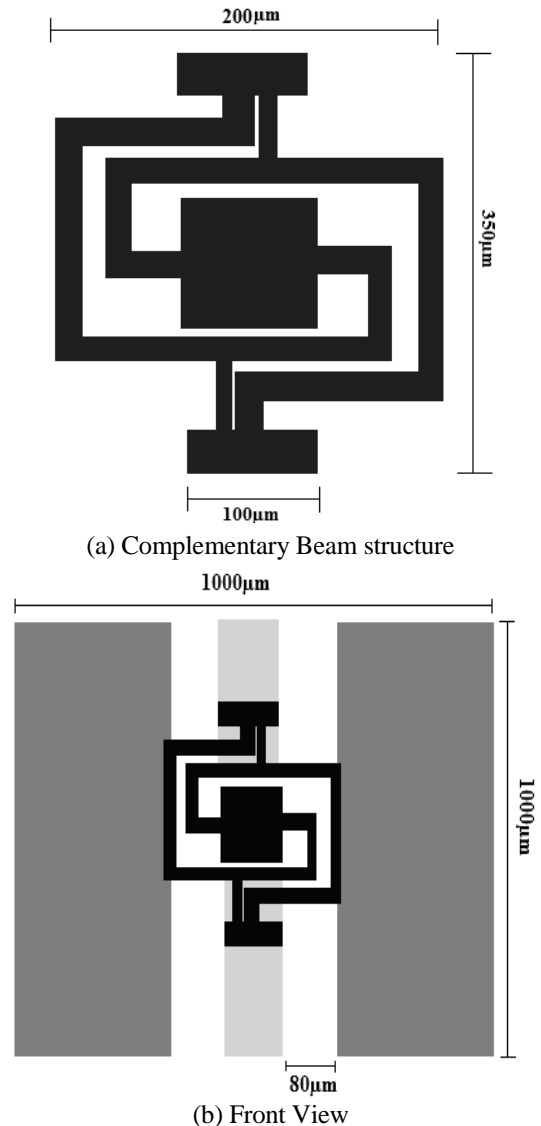 200μm
350μm
100μm
(a) Complementary Beam structure
1000μm
1000μm
80μm
(b) Front View